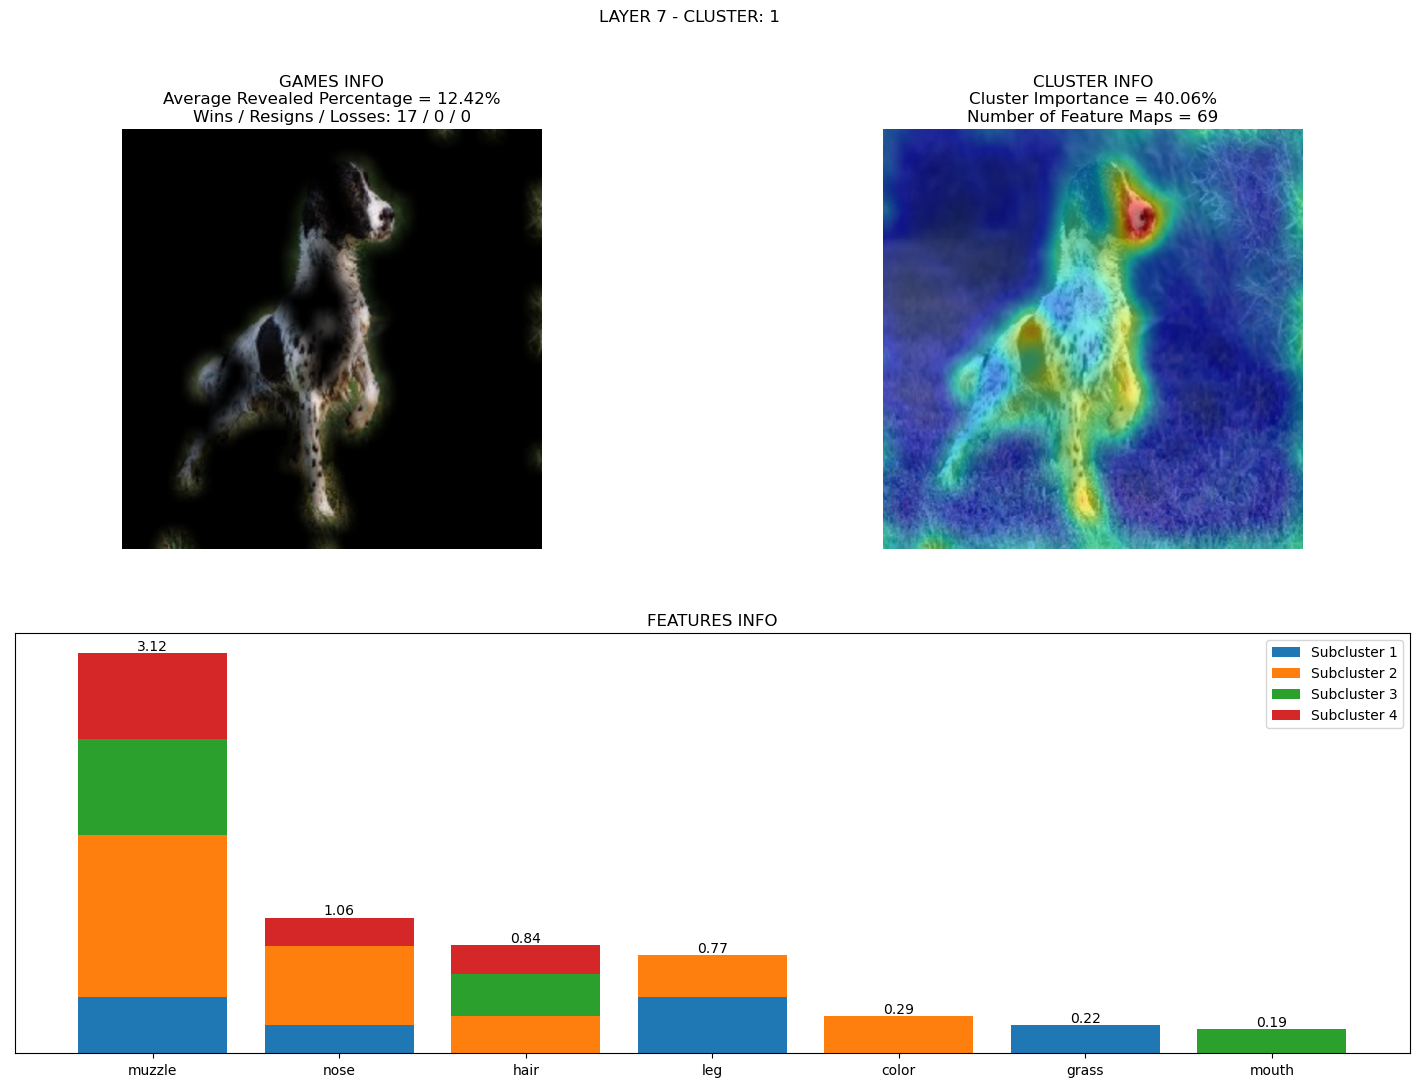 LAYER 7 - CLUSTER: 1
GAMES INFO
Average Revealed Percentage = 12.42%
Wins / Resigns / Losses: 17 / 0 / 0
CLUSTER INFO
Cluster Importance = 40.06%
Number of Feature Maps = 69
FEATURES INFO
3.12
1.06
0.84
0.77
0.29
0.22
0.19
Subcluster 1
Subcluster 2
Subcluster 3
Subcluster 4
muzzle
nose
hair
leg
color
grass
mouth